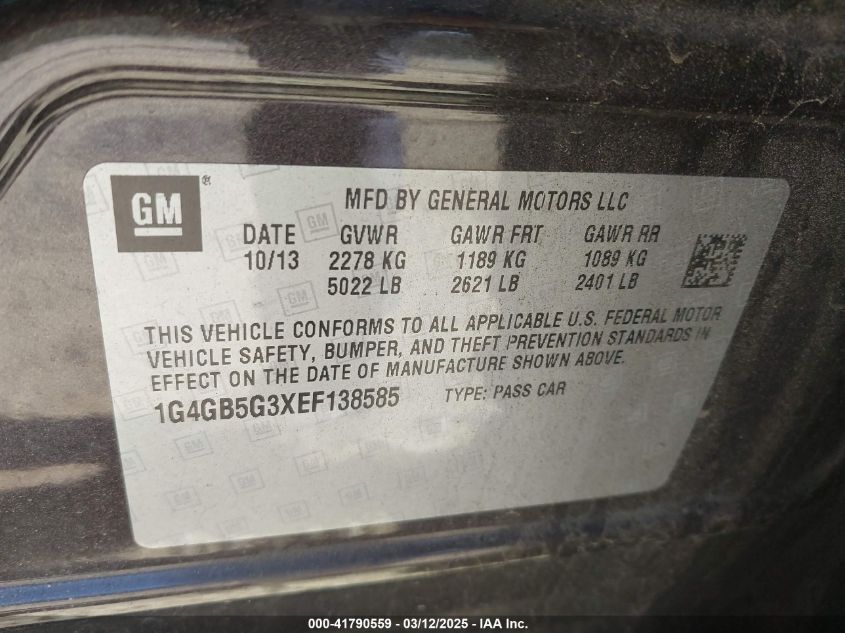 GM
MFD BY GENERAL MOTORS LLC
DATE GVWR GAWR FRT GAWR RR
10/13 2278 KG 1189 KG 1089 KG
5022 LB 2621 LB 2401 LB
THIS VEHICLE CONFORMS TO ALL APPLICABLE U.S. FEDERAL MOTOR
VEHICLE SAFETY, BUMPER, AND THEFT PREVENTION STANDARDS IN
EFFECT ON THE DATE OF MANUFACTURE SHOWN ABOVE.
1G4GB5G3XEF138585 TYPE: PASS CAR
000-41790559 - 03/12/2025 - IAA Inc.